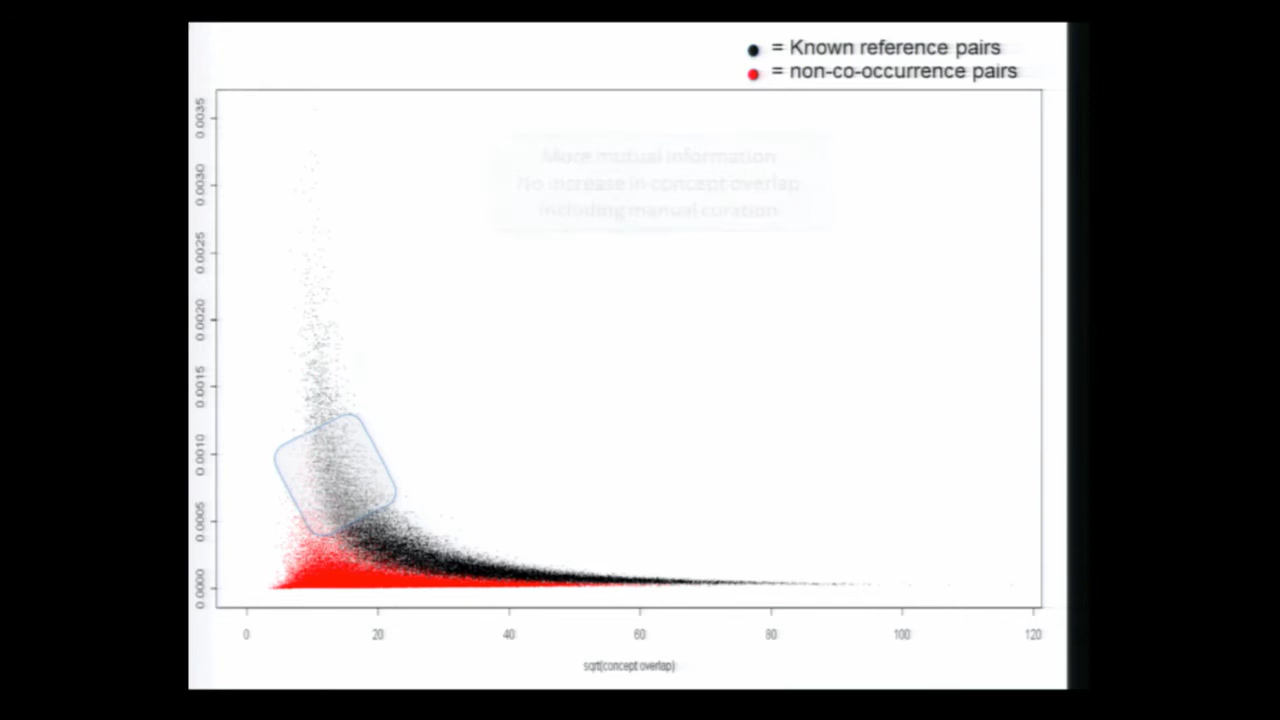 = Known reference pairs
= non-co-occurrence pairs
More mutual information
No increase in concept overlap
including manual curation
0.0035
0.0030
0.0025
0.0020
0.0015
0.0010
0.0005
0.0000
0 20 40 60 80 100 120
sqrt(concept overlap)